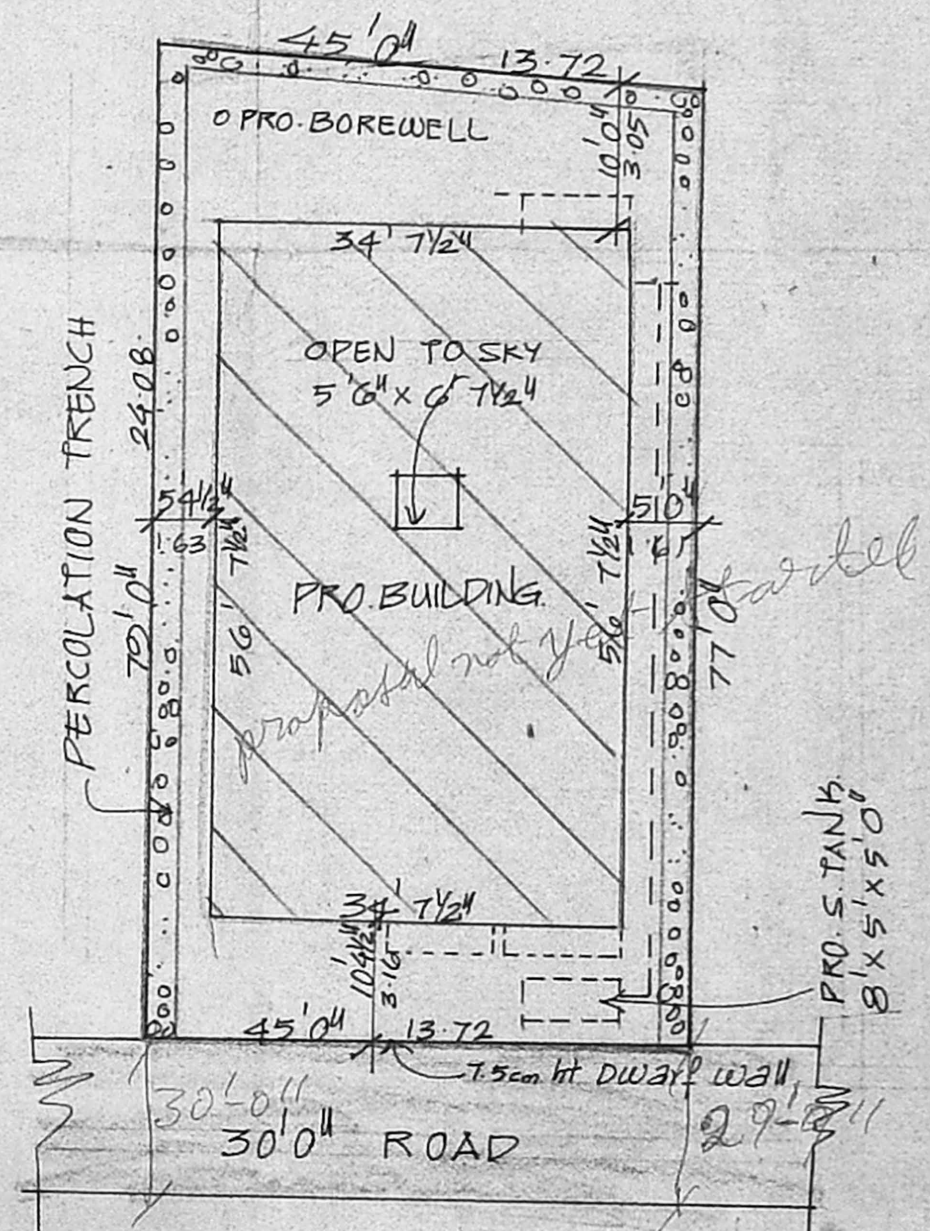 45'0" 13.72
O PRO. BOREWELL
10'0"
3.05
34' 7½"
OPEN TO SKY
5'6" x 6' 7½"
PERCOLATION TRENCH
24.08
79'0"
5'4½"
1.63
56' 7½"
PRO. BUILDING
56' 7½"
5'0"
77'0"
proposal not yet started
34' 7½"
10'4½"
3.16
PRO. S. TANK
8' x 5' x 5'0"
45'0" 13.72
7.5cm ht Dwarf wall
30'-0"
30'0" ROAD